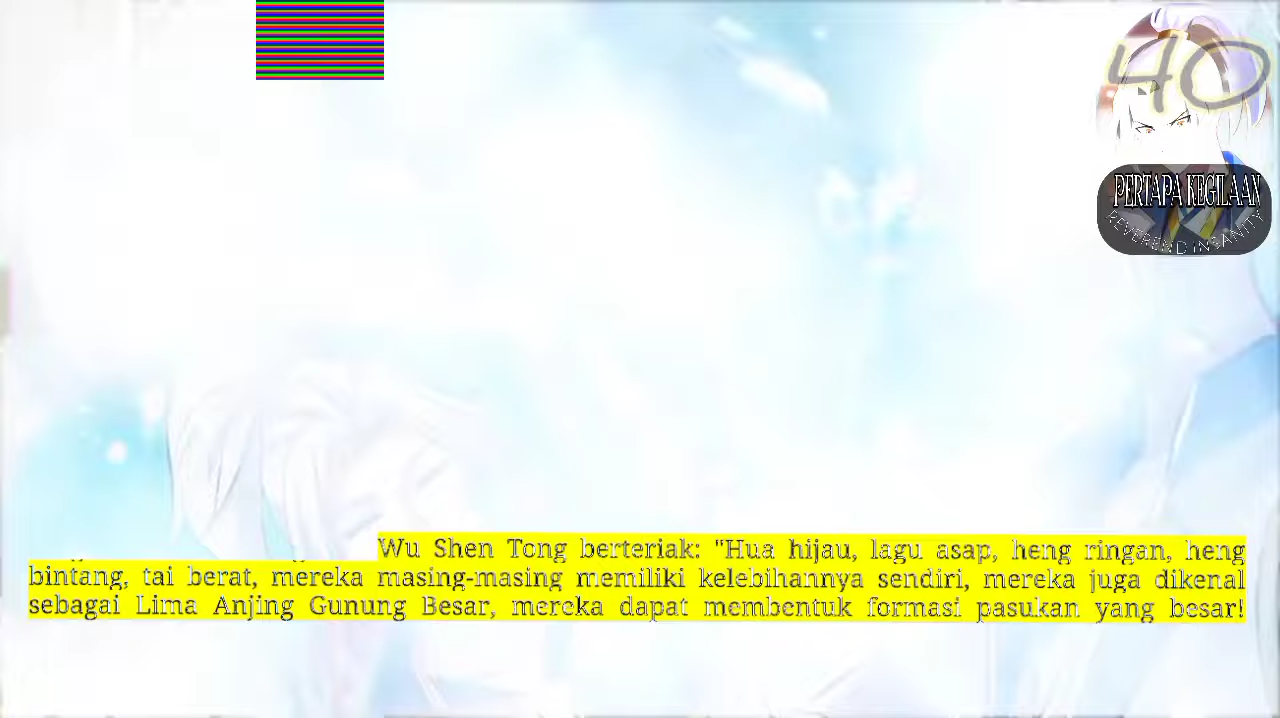 40
PERTAPA KEGILAAN
REVEREND INSANITY
Wu Shen Tong berteriak: "Hua hijau, lagu asap, heng ringan, heng
bintang, tai berat, mereka masing-masing memiliki kelebihannya sendiri, mereka juga dikenal
sebagai Lima Anjing Gunung Besar, mereka dapat membentuk formasi pasukan yang besar!